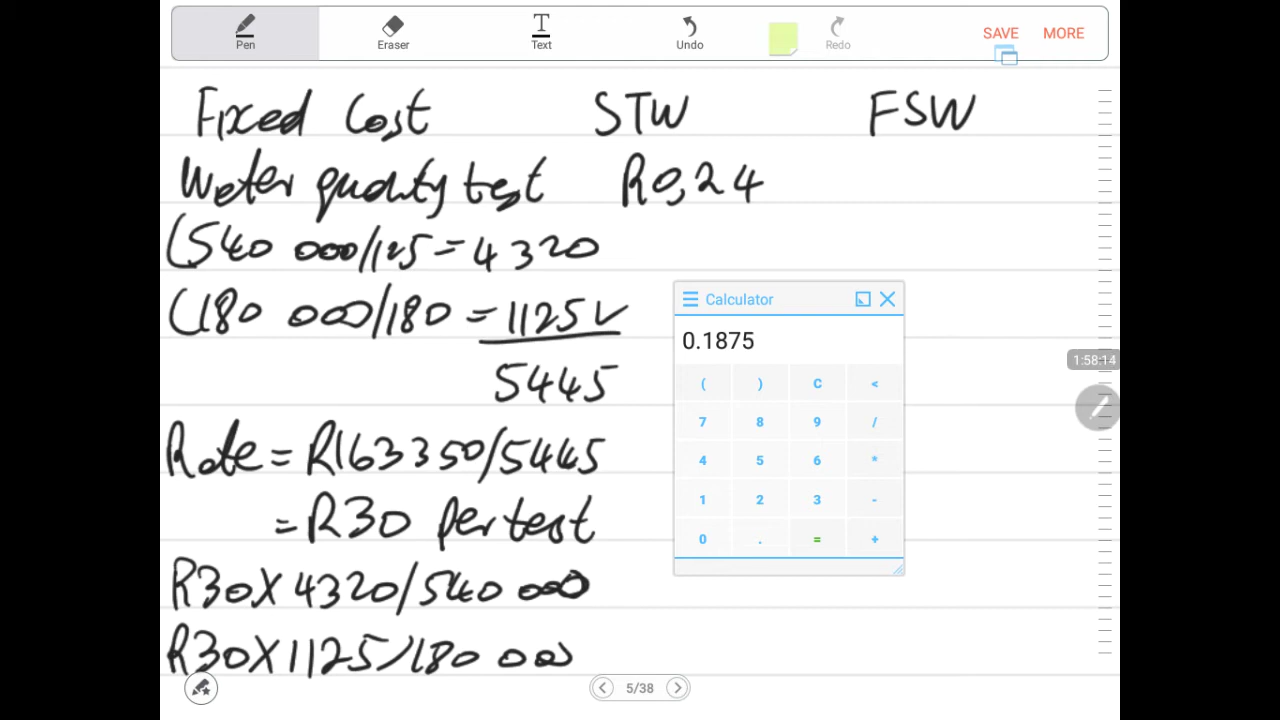 Pen Eraser Text Undo Redo SAVE MORE
Fixed Cost STW FSW
Water quality test R0,24
(540 000/125 = 4320
(180 000/180 = 1125 √
5445
Rate = R163350/5445
= R30 per test
R30 X 4320/540 000
R30 X 1125/180 000
Calculator
0.1875
( ) C <
7 8 9 /
4 5 6 *
1 2 3 -
0 . = +
1:58:14
5/38